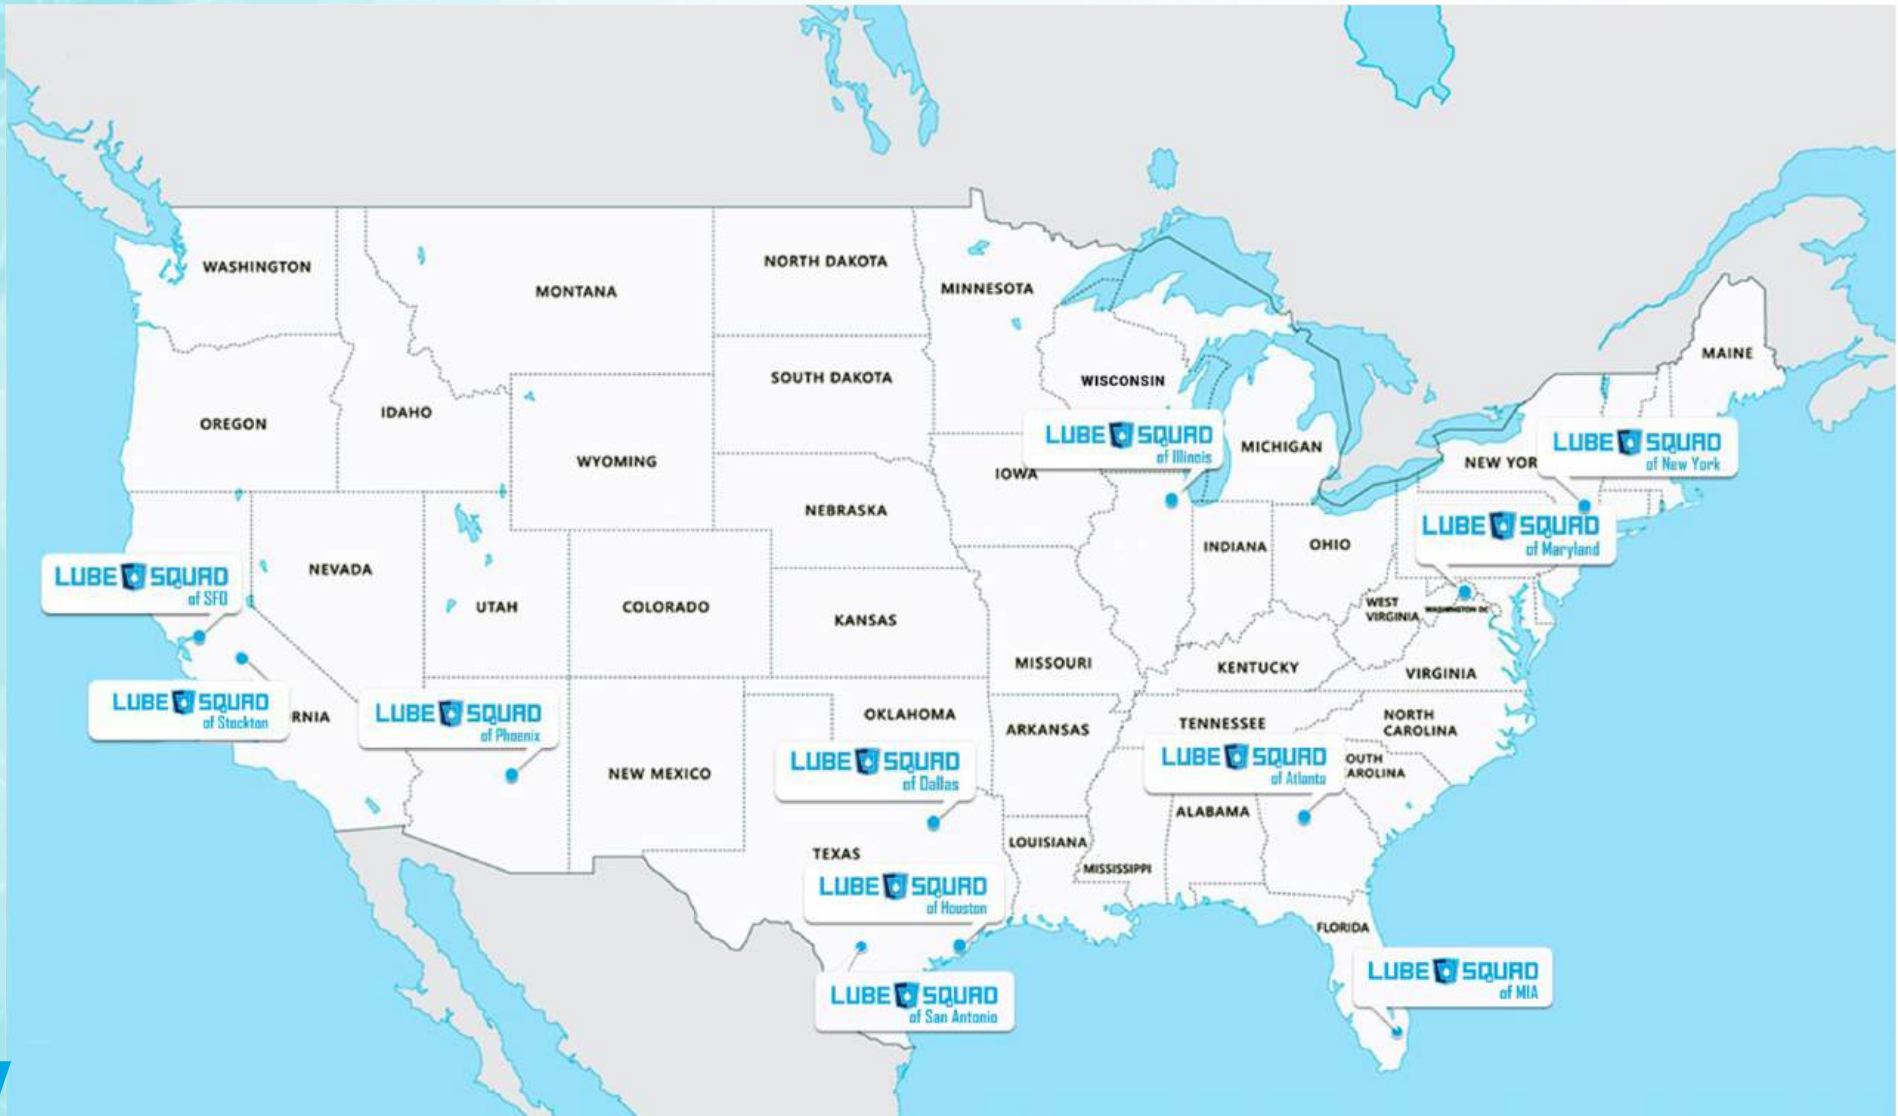 WASHINGTON
MONTANA
NORTH DAKOTA
MINNESOTA
MAINE
SOUTH DAKOTA
WISCONSIN
OREGON
IDAHO
WYOMING
IOWA
LUBE SQUAD
of Illinois
MICHIGAN
NEW YOR
LUBE SQUAD
of New York
NEBRASKA
LUBE SQUAD
of Maryland
INDIANA
OHIO
LUBE SQUAD
of SFO
NEVADA
UTAH
COLORADO
KANSAS
WEST
VIRGINIA
WASHINGTON DC
MISSOURI
KENTUCKY
VIRGINIA
LUBE SQUAD
of Stockton
RNIA
LUBE SQUAD
of Phoenix
OKLAHOMA
ARKANSAS
TENNESSEE
NORTH
CAROLINA
NEW MEXICO
LUBE SQUAD
of Dallas
LUBE SQUAD
of Atlanta
OUTH
AROLINA
ALABAMA
TEXAS
LOUISIANA
MISSISSIPPI
LUBE SQUAD
of Houston
FLORIDA
LUBE SQUAD
of MIA
LUBE SQUAD
of San Antonio